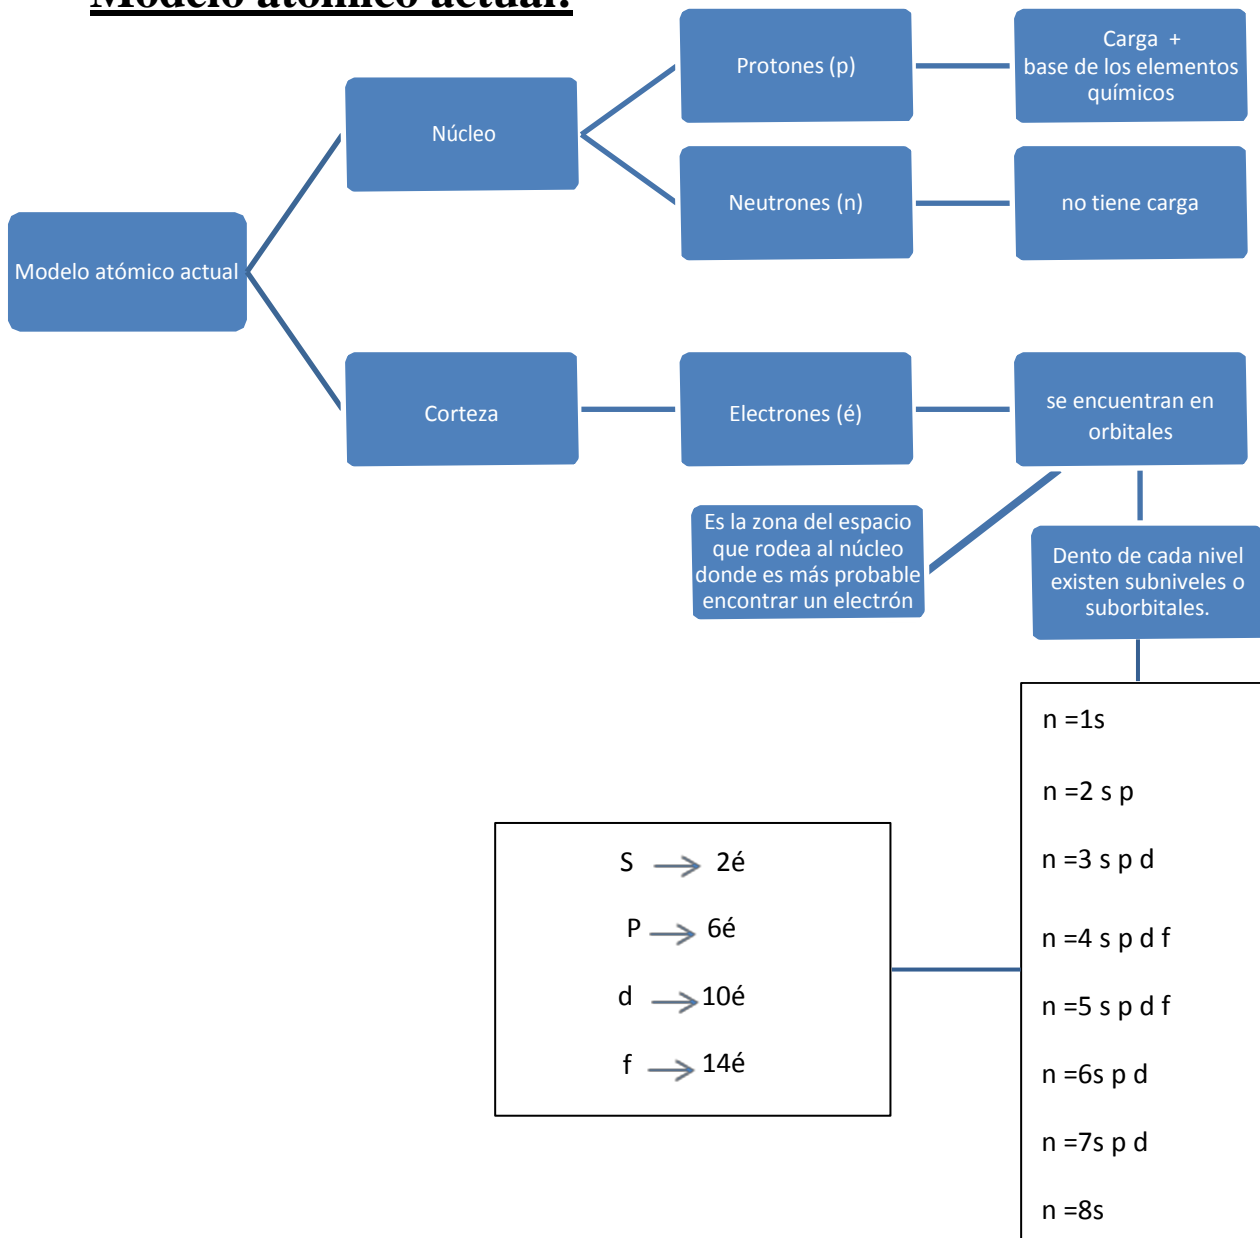 Modelo atómico actual.
Protones (p)
Carga +
base de los elementos
químicos
Núcleo
Neutrones (n)
no tiene carga
Modelo atómico actual
Corteza
Electrones (é)
se encuentran en
orbitales
Es la zona del espacio
que rodea al núcleo
donde es más probable
encontrar un electrón
Dento de cada nivel
existen subniveles o
suborbitales.
n =1s
n =2 s p
n =3 s p d
n =4 s p d f
n =5 s p d f
n =6s p d
n =7s p d
n =8s
S → 2é
P → 6é
d → 10é
f → 14é